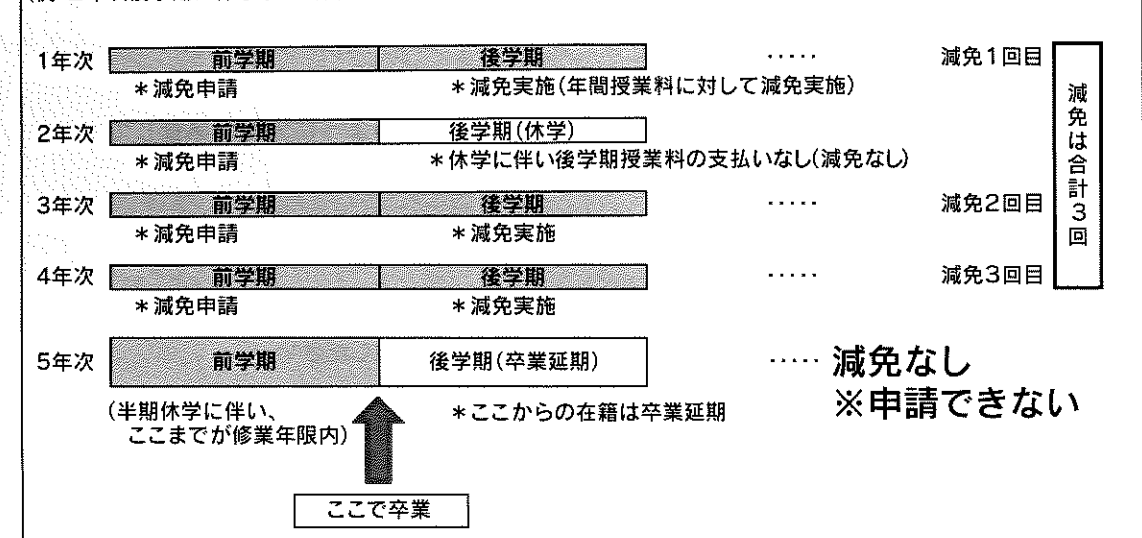 1年次 前学期 後学期 ‥‥‥ 減免1回目
＊減免申請 ＊減免実施(年間授業料に対して減免実施)
2年次 前学期 後学期(休学)
＊減免申請 ＊休学に伴い後学期授業料の支払いなし(減免なし)
3年次 前学期 後学期 ‥‥‥ 減免2回目
＊減免申請 ＊減免実施
4年次 前学期 後学期 ‥‥‥ 減免3回目
＊減免申請 ＊減免実施
減免は合計3回
5年次 前学期 後学期(卒業延期) ‥‥‥ 減免なし
※申請できない
(半期休学に伴い、 ＊ここからの在籍は卒業延期
ここまでが修業年限内)
ここで卒業